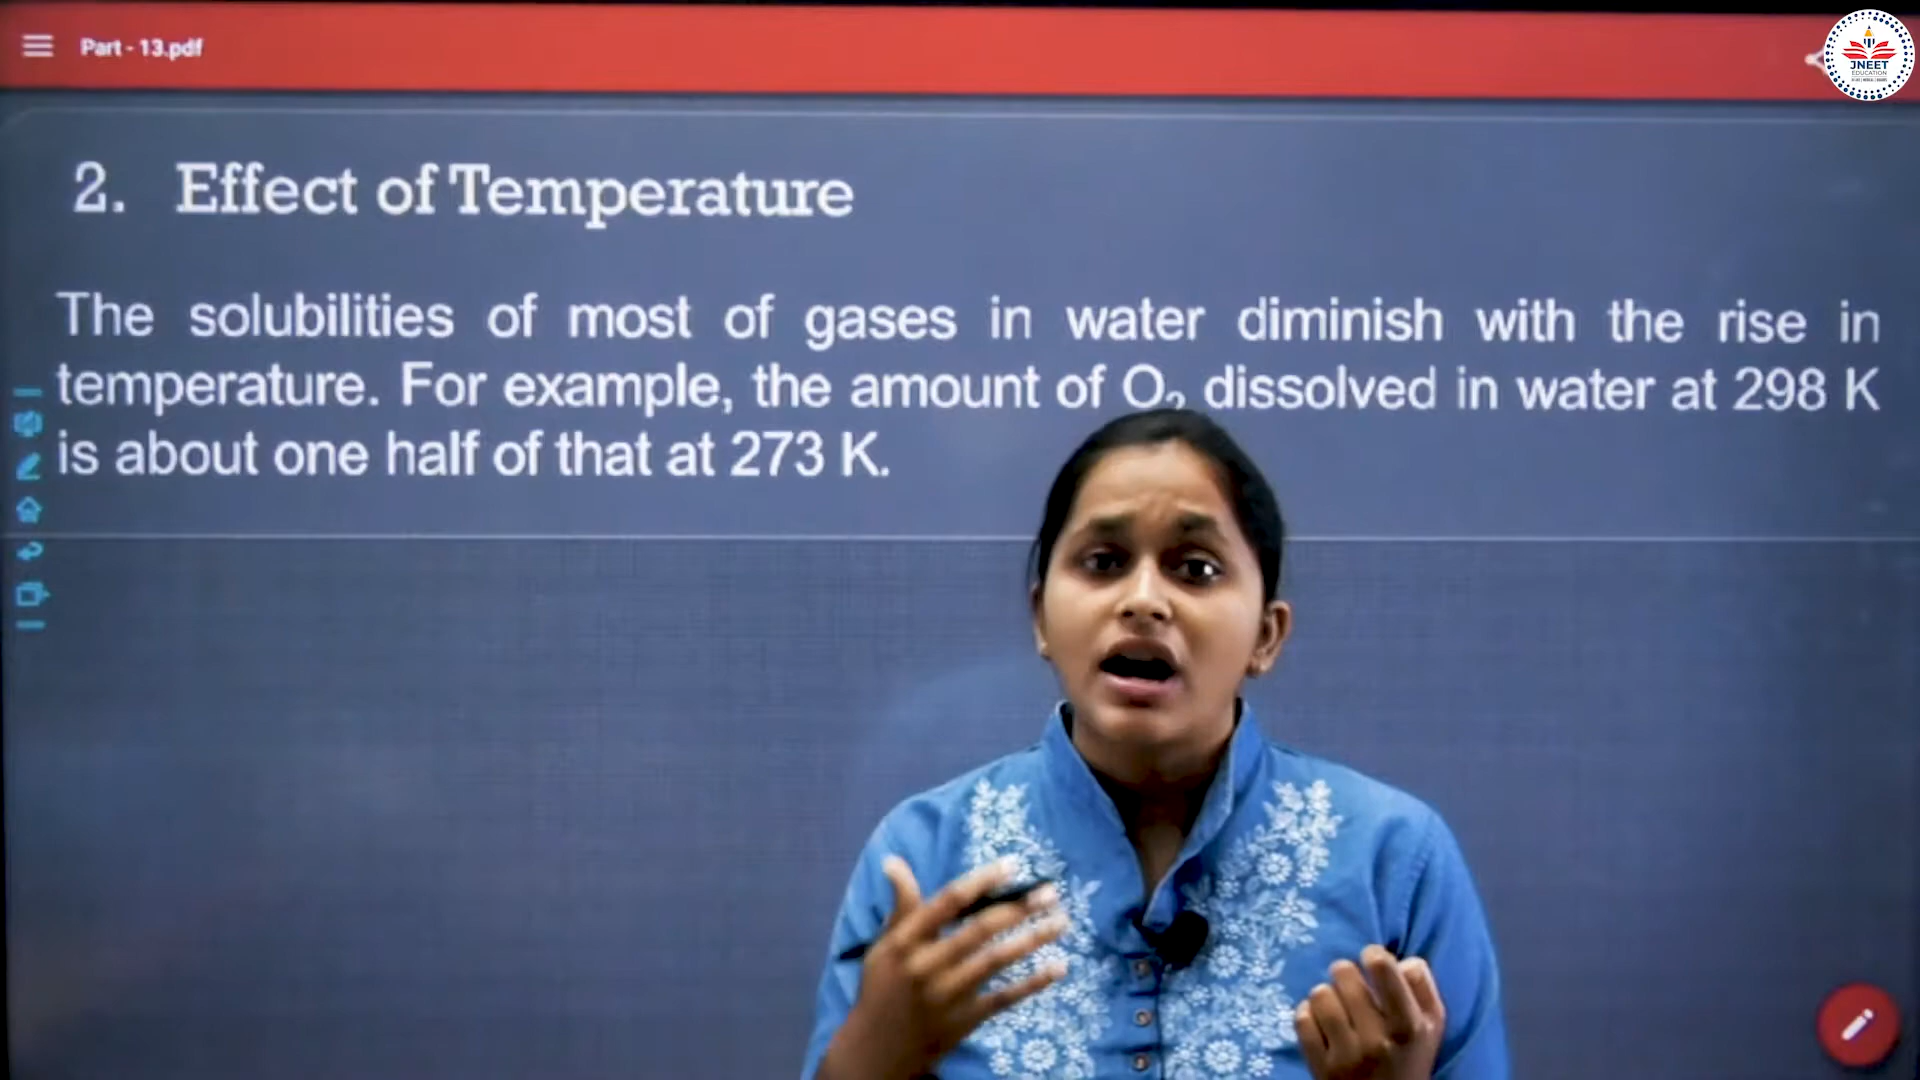 Part - 13.pdf
JNEET
EDUCATION
2. Effect of Temperature
The solubilities of most of gases in water diminish with the rise in
temperature. For example, the amount of O₂ dissolved in water at 298 K
is about one half of that at 273 K.